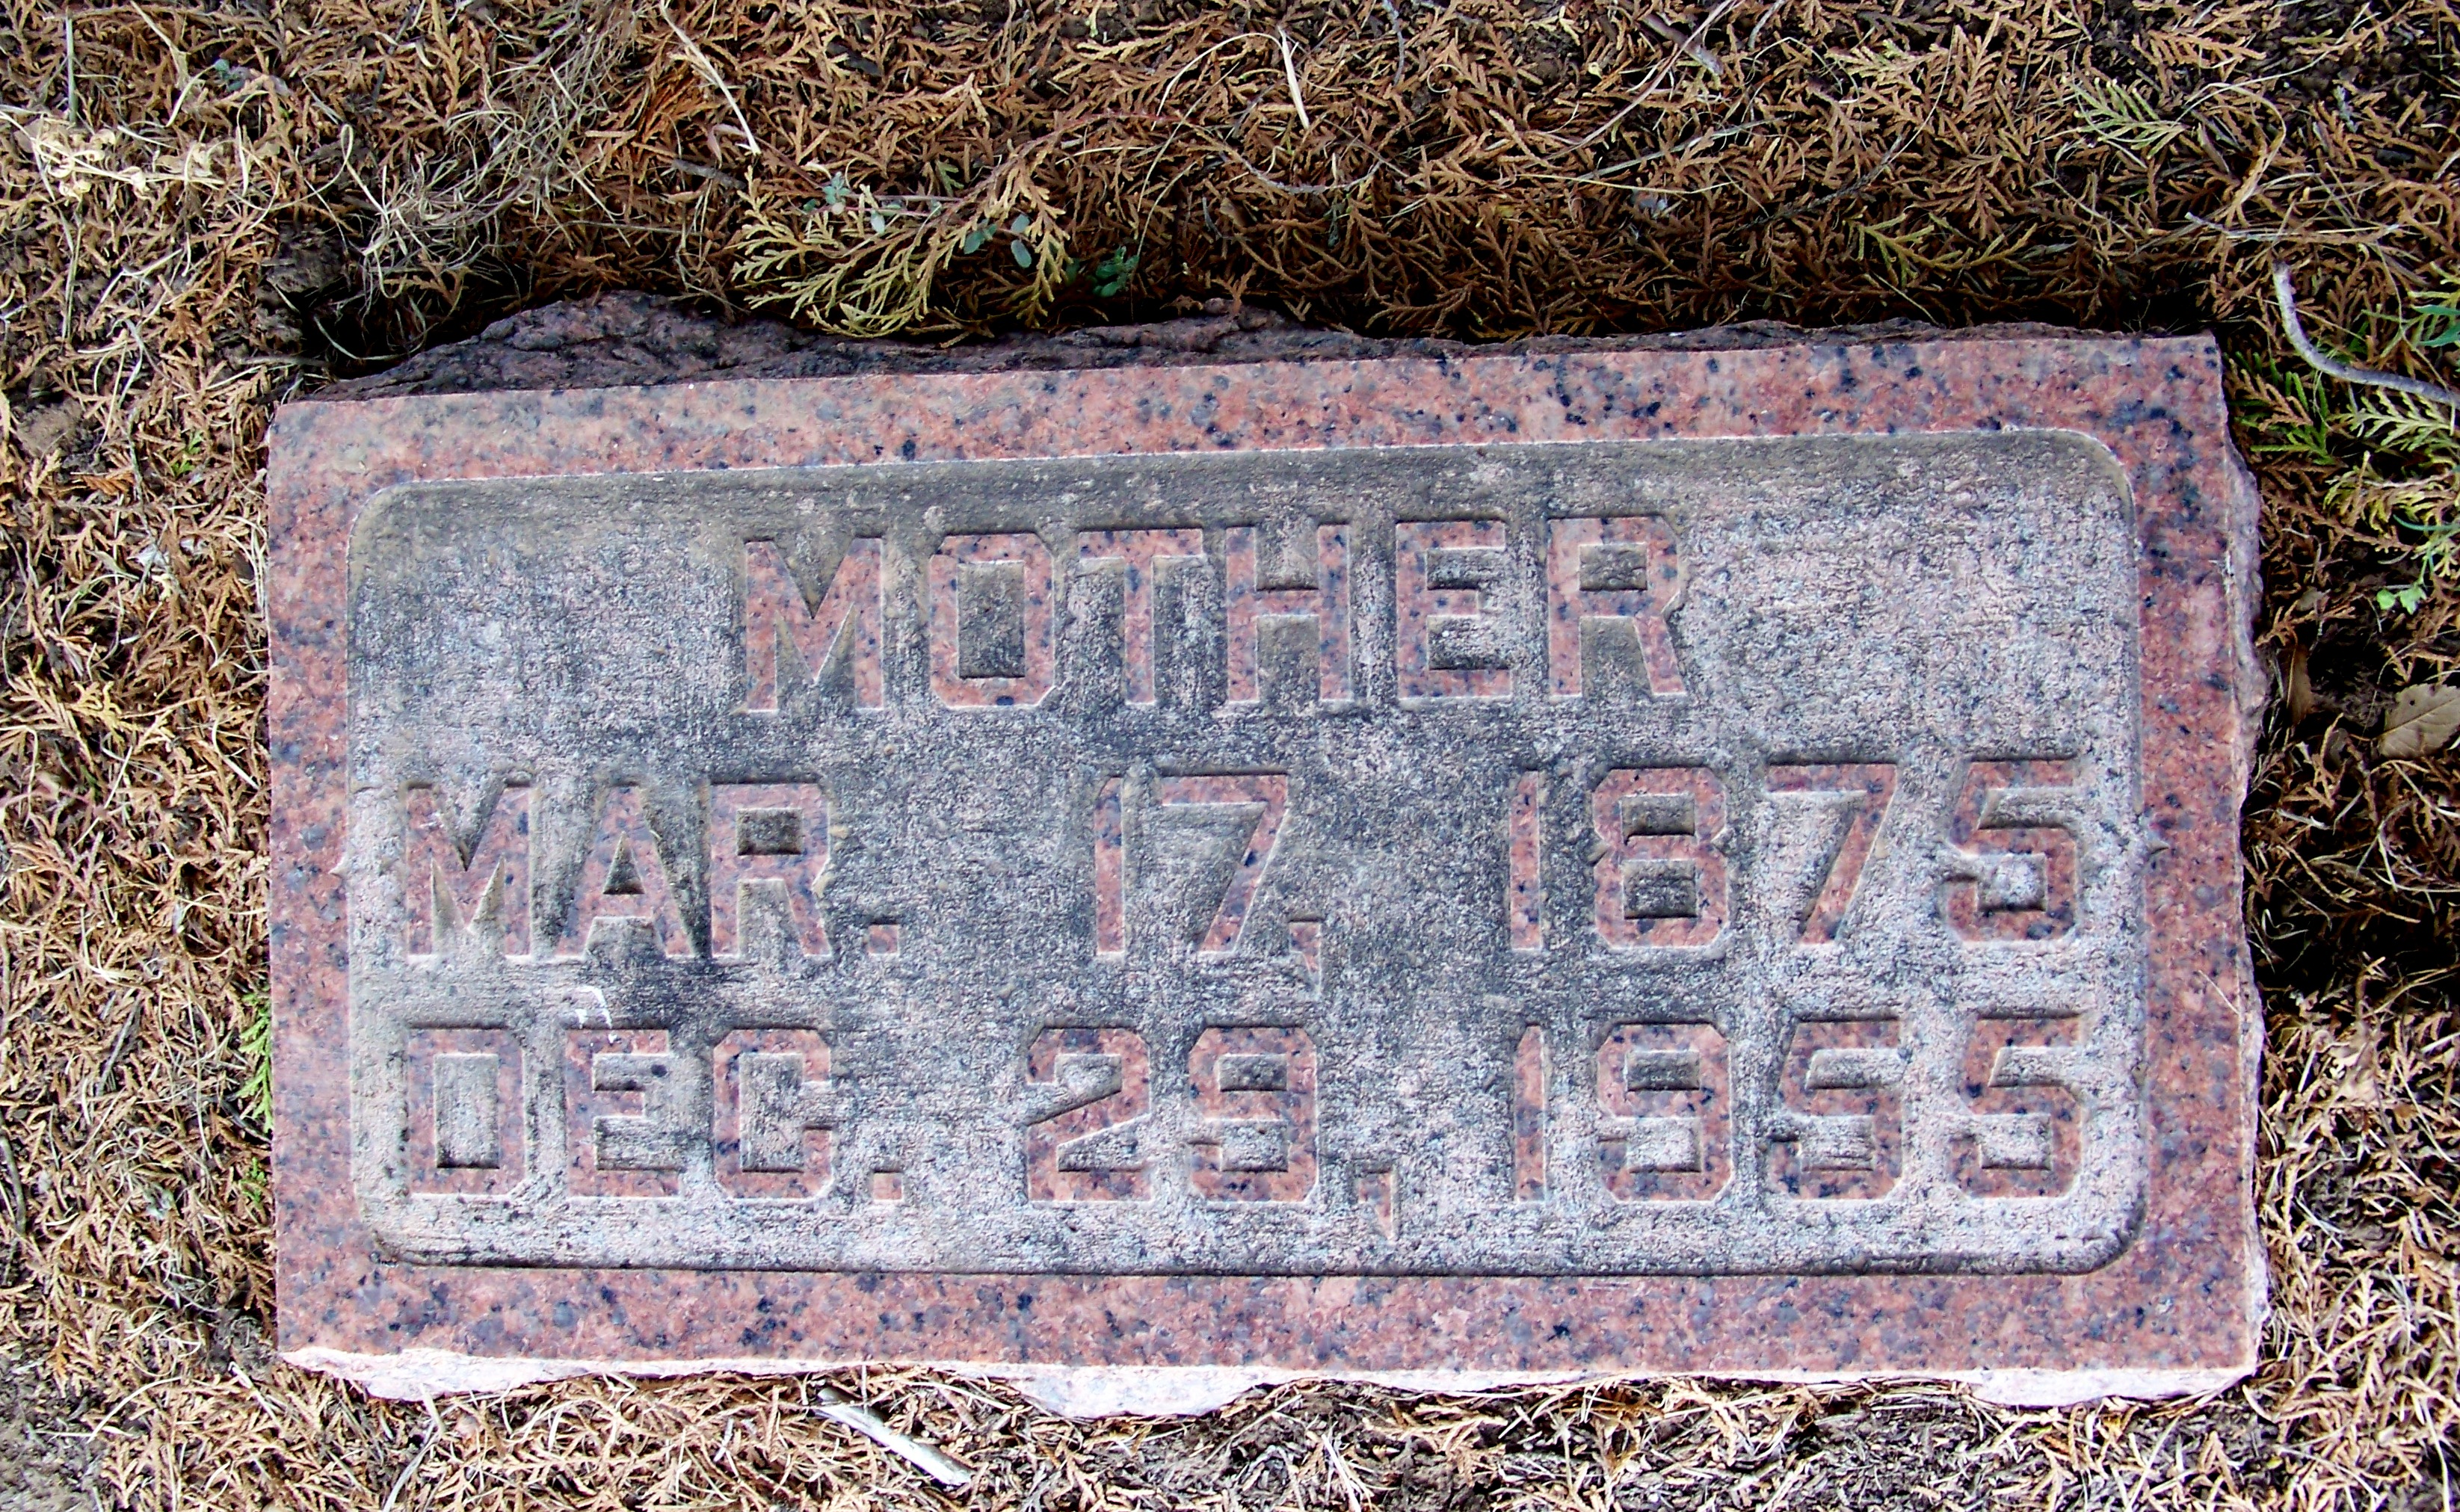 MOTHER
MAR. 17, 1875
DEC. 29, 1955